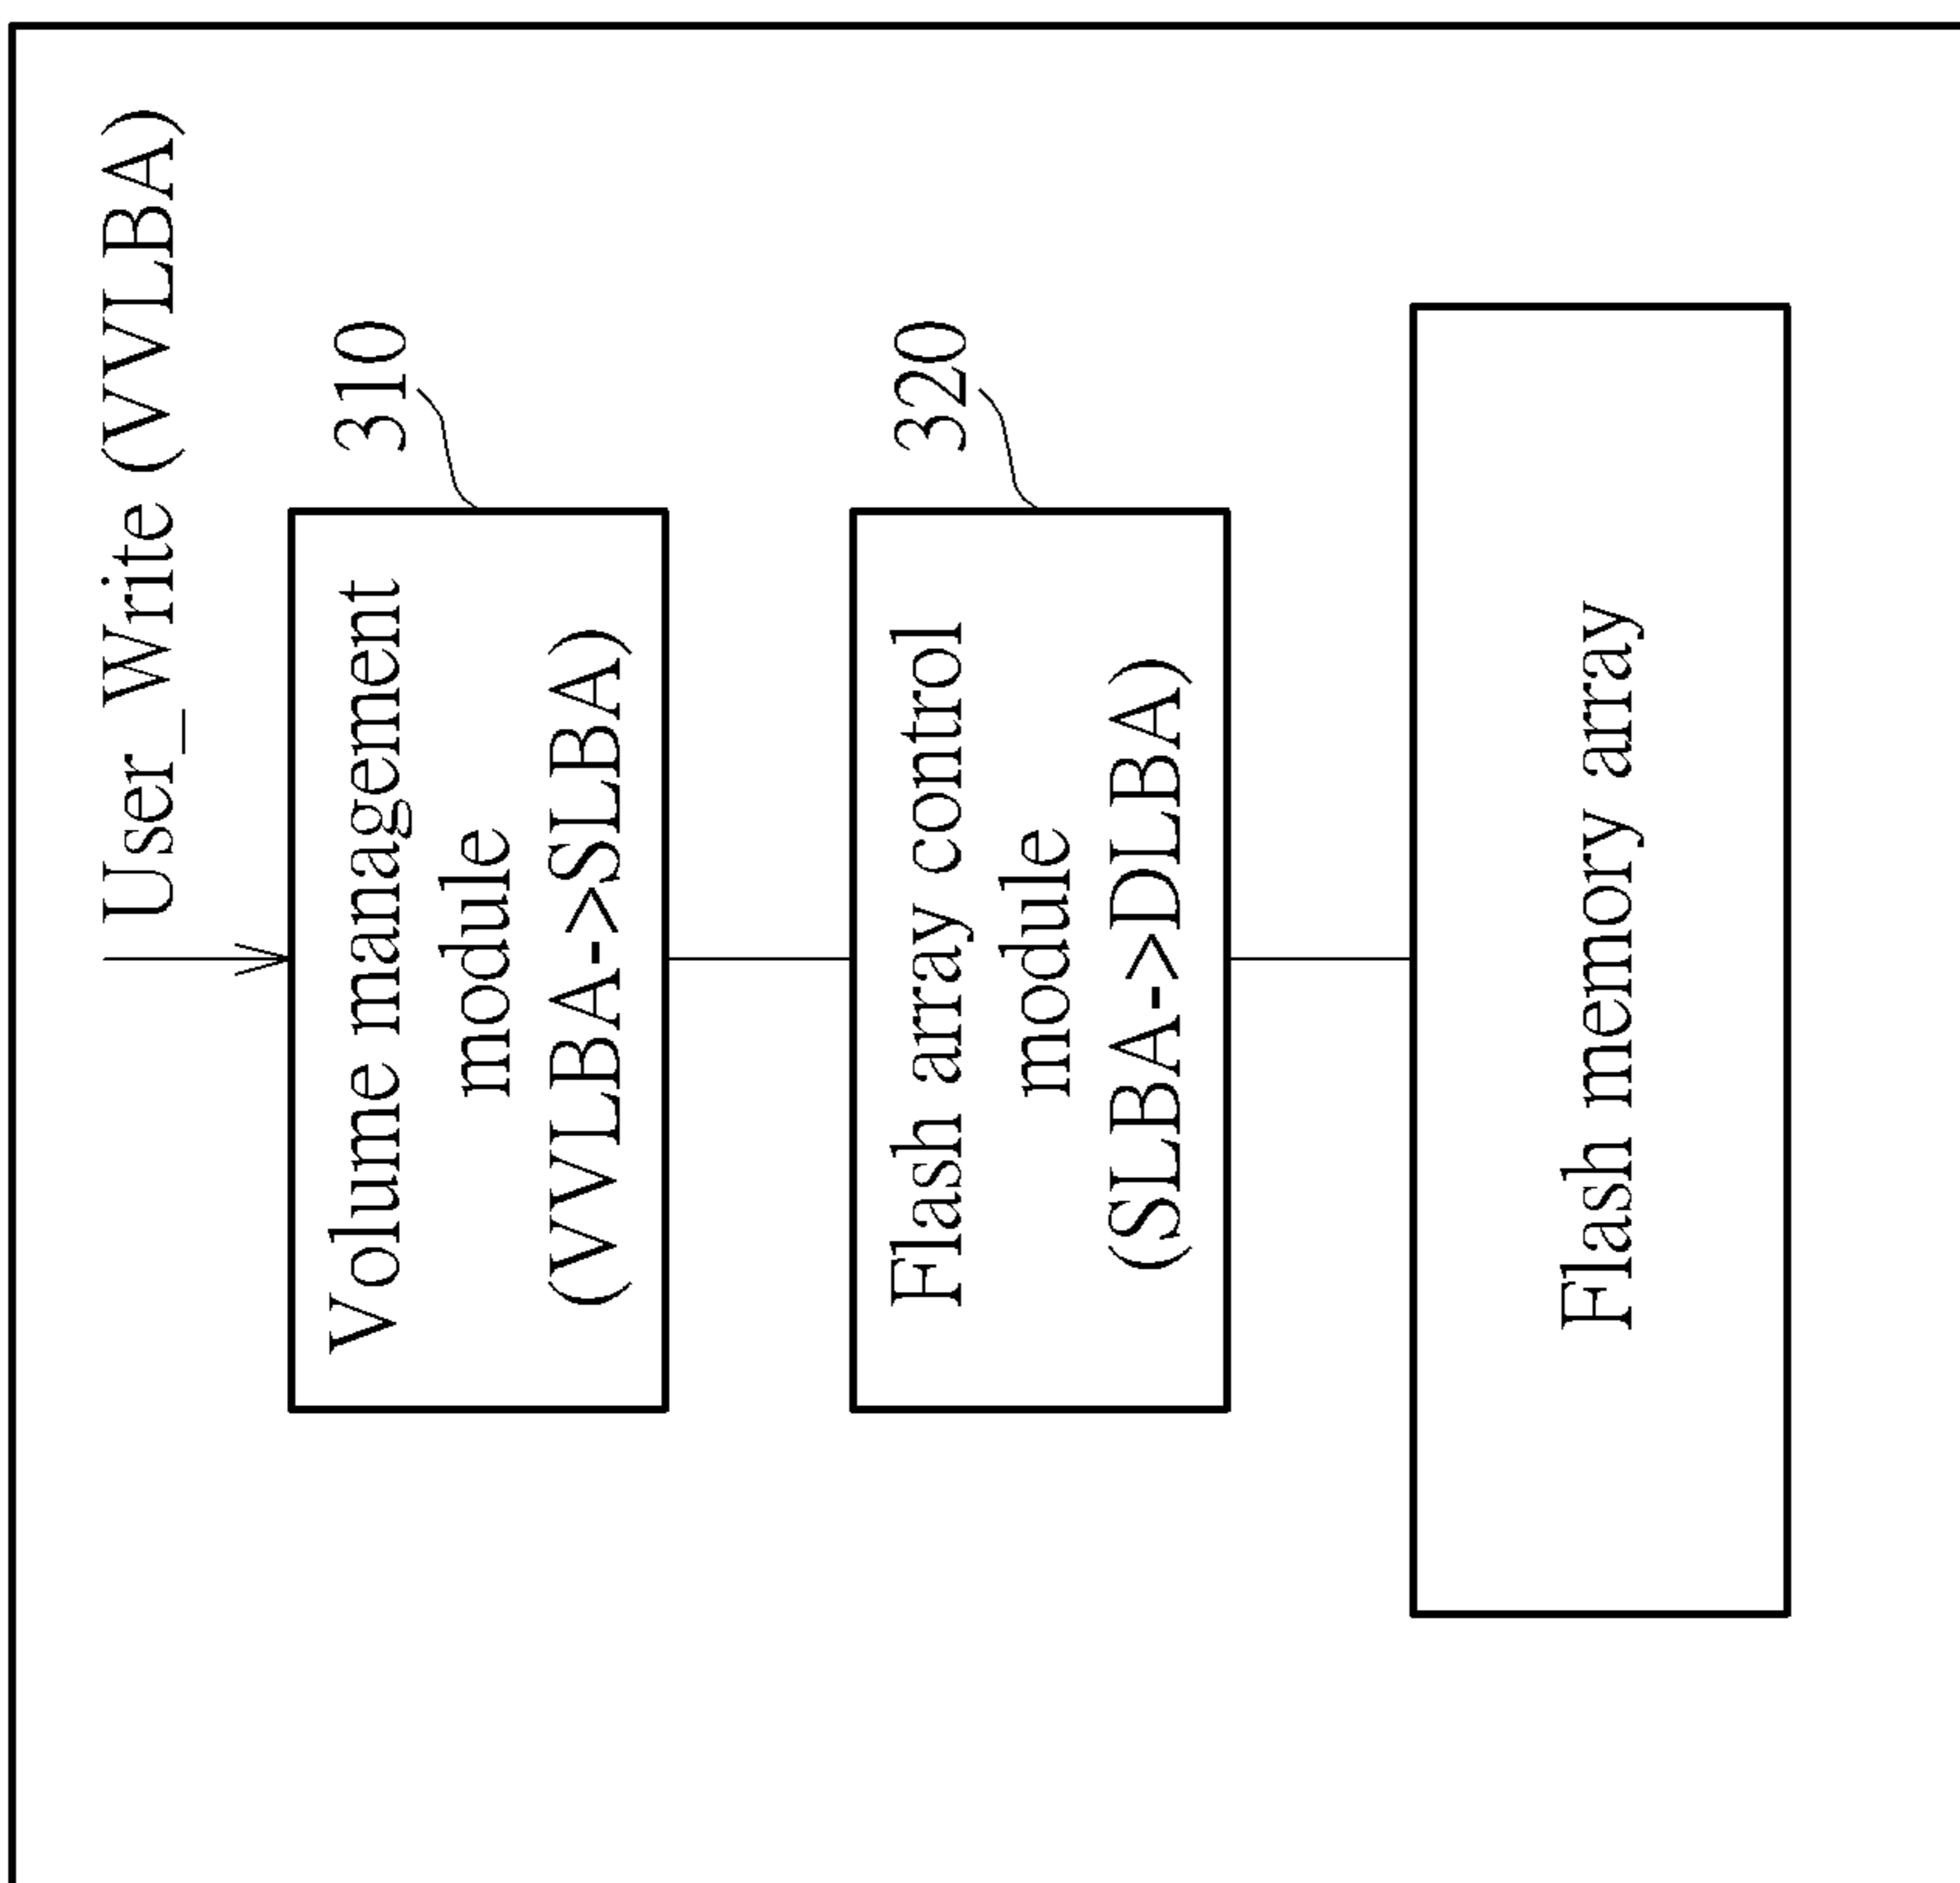 User_Write (VVLBA)
310
Volume management
module
(VVLBA->SLBA)
320
Flash array control
module
(SLBA->DLBA)
Flash memory array